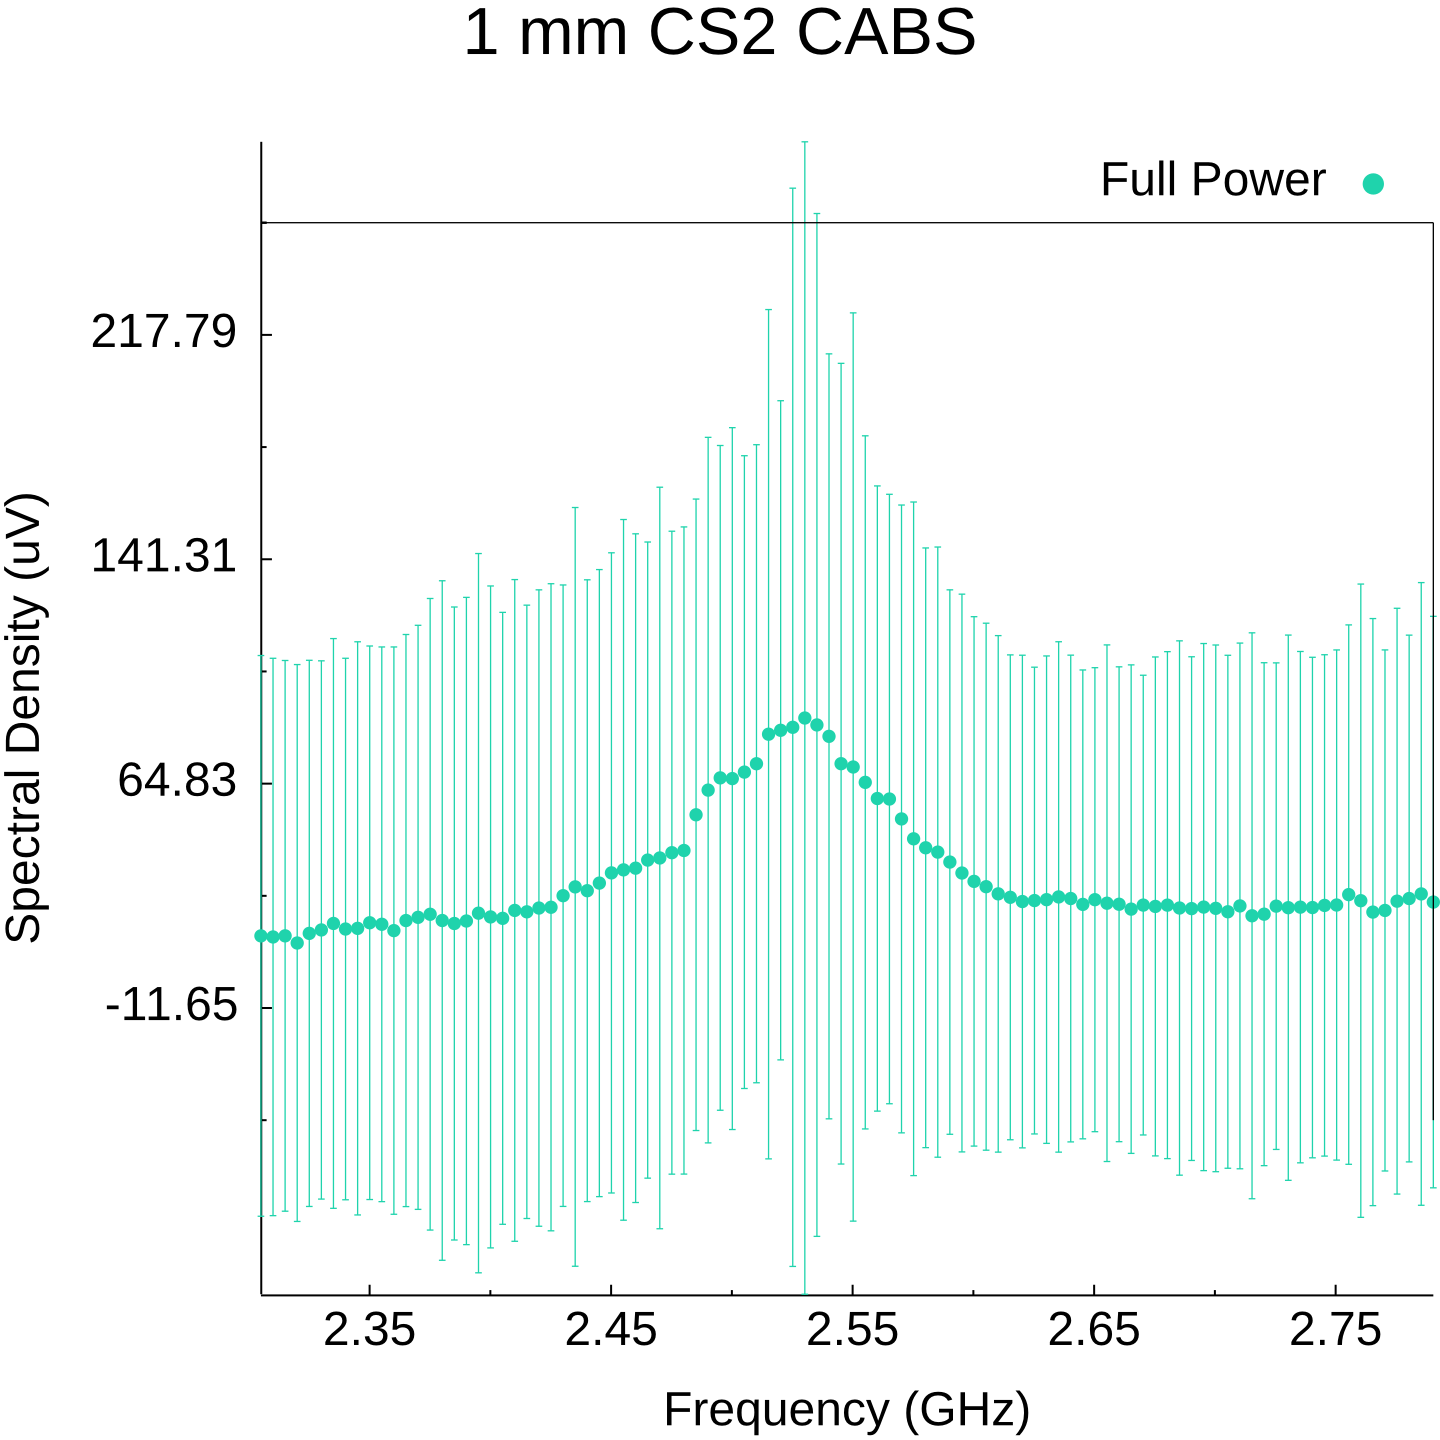 1 mm CS2 CABS
Full Power
217.79
141.31
64.83
-11.65
Spectral Density (uV)
2.35 2.45 2.55 2.65 2.75
Frequency (GHz)